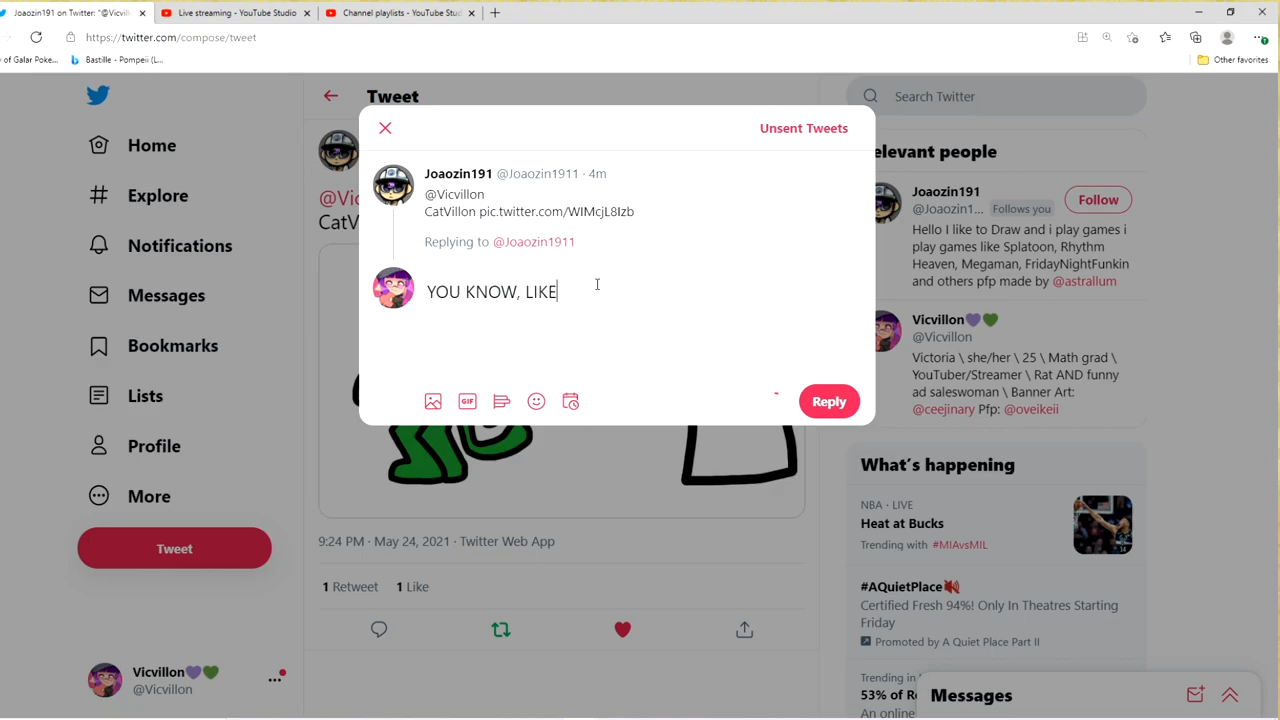 Joaozin191 on Twitter: "@Vicvill
Live streaming - YouTube Studio
Channel playlists - YouTube Stu
https://twitter.com/compose/tweet
of Galar Poke...
Bastille - Pompeii (L...
Other favorites
Tweet
Search Twitter
Home
Explore
Notifications
Messages
Bookmarks
Lists
Profile
More
Tweet
Vicvillon💜💚
@Vicvillon
@Vic
CatV
Unsent Tweets
Joaozin191 @Joaozin1911 · 4m
@Vicvillon
CatVillon pic.twitter.com/WIMcjL8Izb
Replying to @Joaozin1911
YOU KNOW, LIKE
GIF
Reply
9:24 PM · May 24, 2021 · Twitter Web App
1 Retweet 1 Like
elevant people
Joaozin191
@Joaozin1... Follows you
Follow
Hello I like to Draw and i play games i
play games like Splatoon, Rhythm
Heaven, Megaman, FridayNightFunkin
and others pfp made by @astrallum
Vicvillon💜💚
@Vicvillon
Victoria \ she/her \ 25 \ Math grad \
YouTuber/Streamer \ Rat AND funny
ad saleswoman \ Banner Art:
@ceejinary Pfp: @oveikeii
What's happening
NBA · LIVE
Heat at Bucks
Trending with #MIAvsMIL
#AQuietPlace
Certified Fresh 94%! Only In Theatres Starting
Friday
Promoted by A Quiet Place Part II
Trending in
53% of Re
An online
Messages